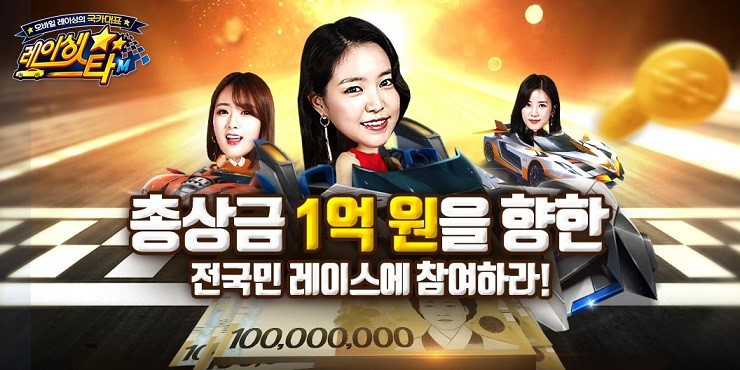 모바일 레이싱의 국가대표
레이싱스타M
총상금 1억 원을 향한
전국민 레이스에 참여하라!
100,000,000